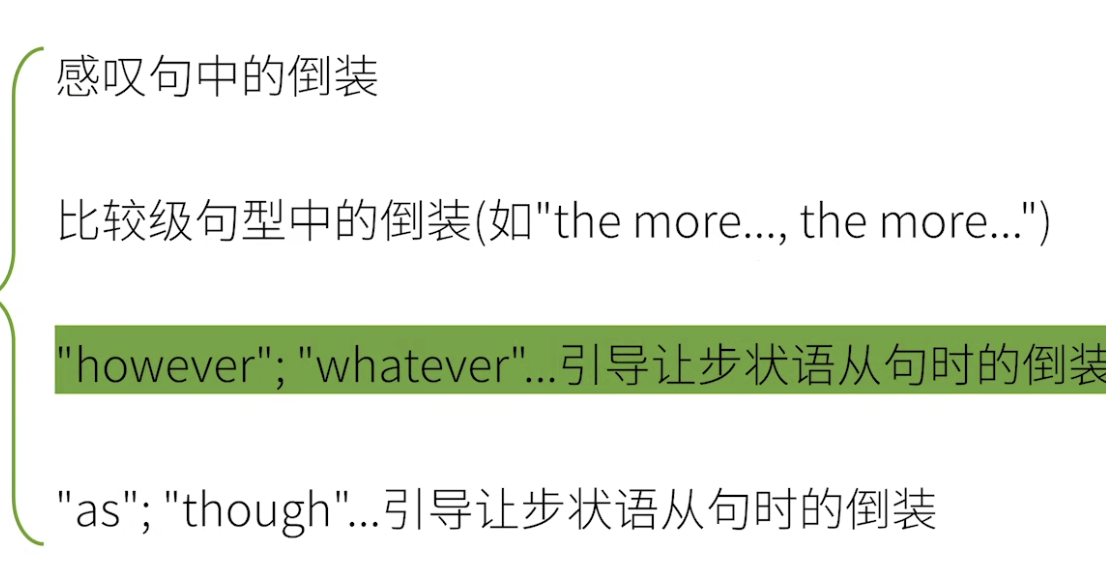 感叹句中的倒装
比较级句型中的倒装(如"the more..., the more...")
"however"; "whatever"...引导让步状语从句时的倒装
"as"; "though"...引导让步状语从句时的倒装